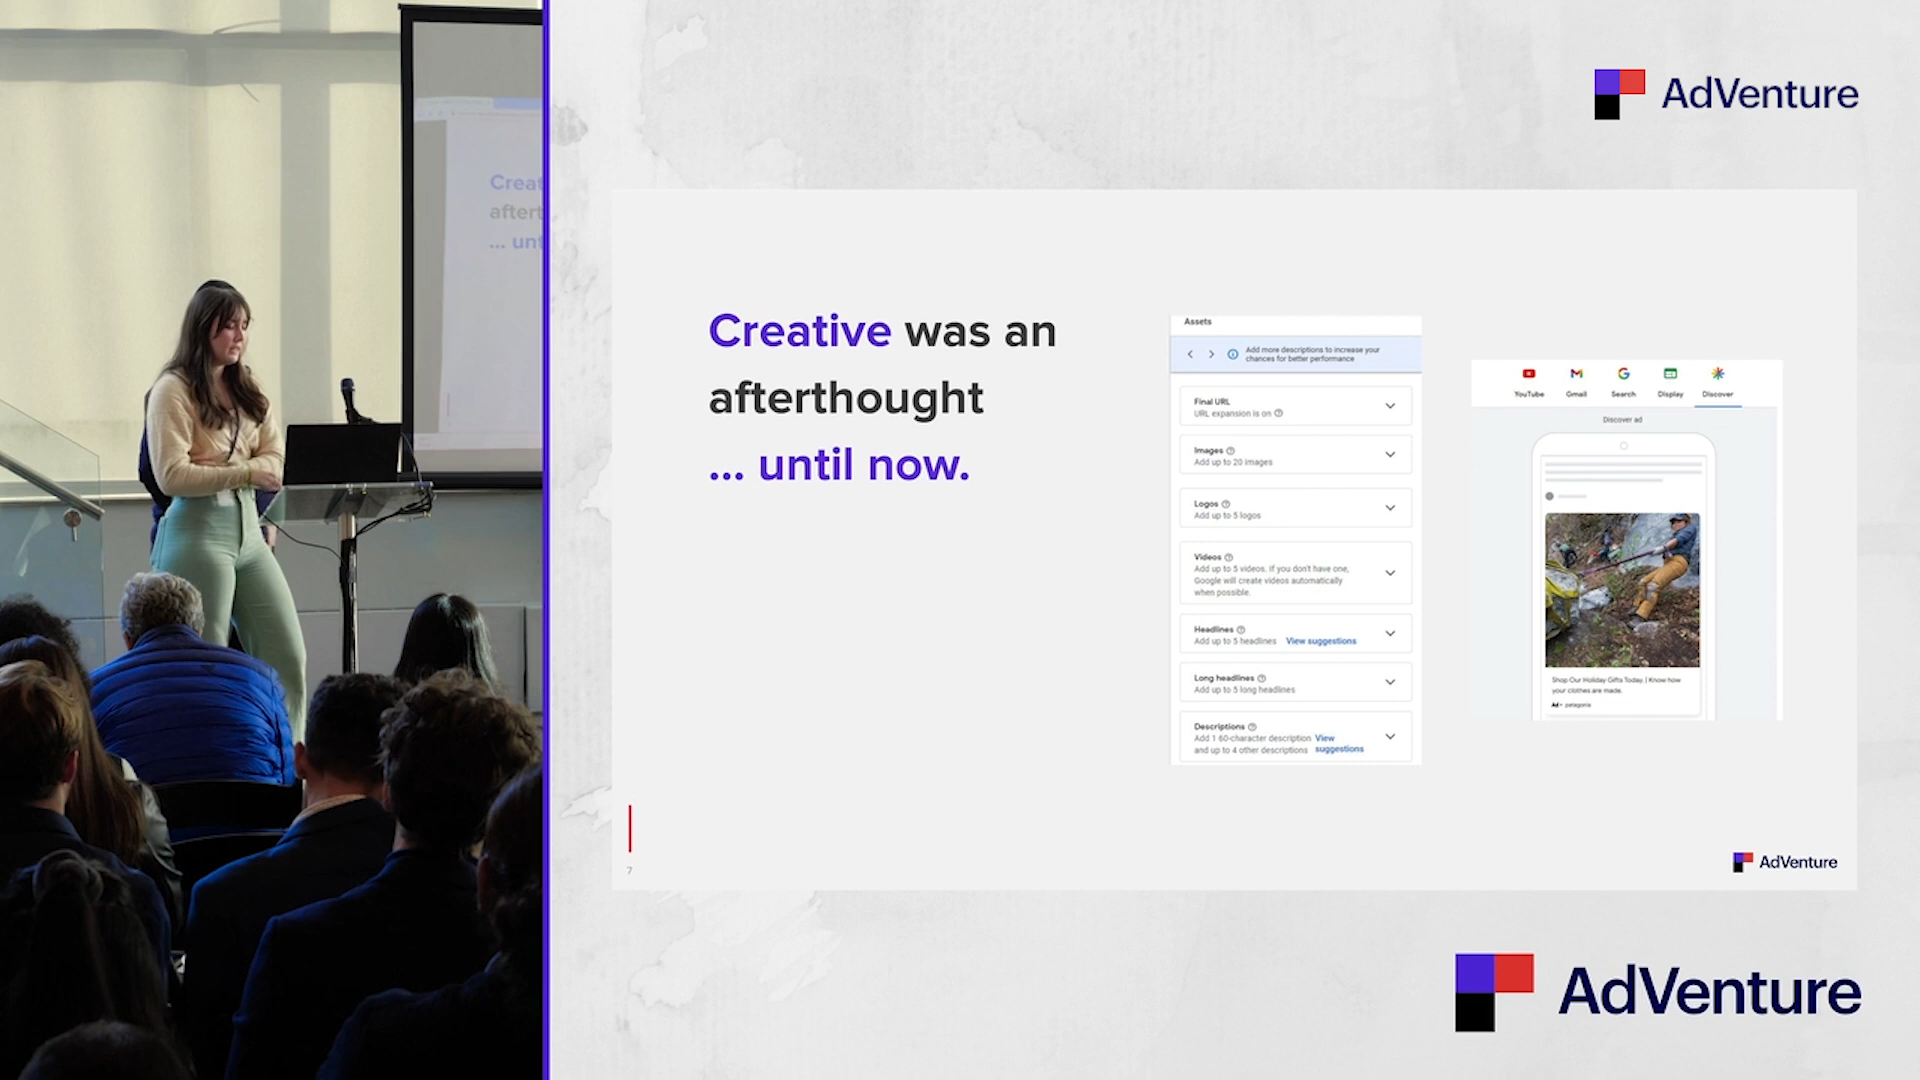 Creat
aftert
... unt
AdVenture
Creative was an
afterthought
... until now.
Assets
Add more descriptions to increase your
chances for better performance
Final URL
URL expansion is on
Images
Add up to 20 images
Logos
Add up to 5 logos
Videos
Add up to 5 videos. If you don't have one,
Google will create videos automatically
when possible.
Headlines
Add up to 5 headlines View suggestions
Long headlines
Add up to 5 long headlines
Descriptions
Add 1 60-character description View
and up to 4 other descriptions suggestions
YouTube Gmail Search Display Discover
Discover ad
Shop Our Holiday Gifts Today. | Know how
your clothes are made.
Ad • patagonia
7
AdVenture
AdVenture